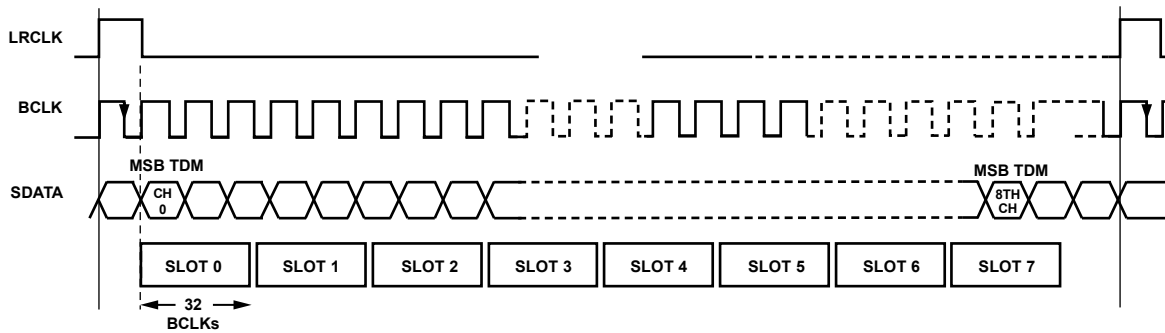 LRCLK
BCLK
MSB TDM
MSB TDM
SDATA
CH
0
8TH
CH
SLOT 0
SLOT 1
SLOT 2
SLOT 3
SLOT 4
SLOT 5
SLOT 6
SLOT 7
32
BCLKs